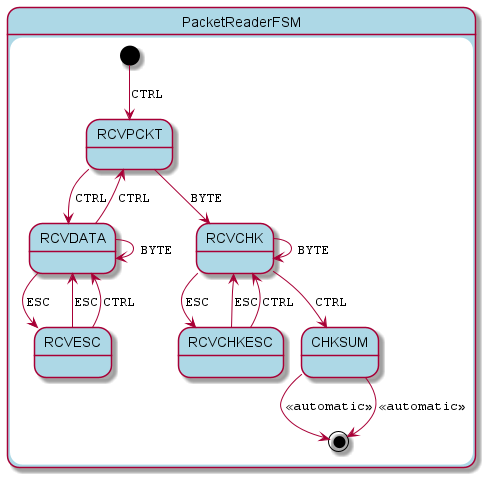 PacketReaderFSM
CTRL
RCVPCKT
CTRL
CTRL
BYTE
RCVDATA
BYTE
RCVCHK
BYTE
ESC
ESC
CTRL
ESC
ESC
CTRL
CTRL
RCVESC
RCVCHKESC
CHKSUM
«automatic»
«automatic»